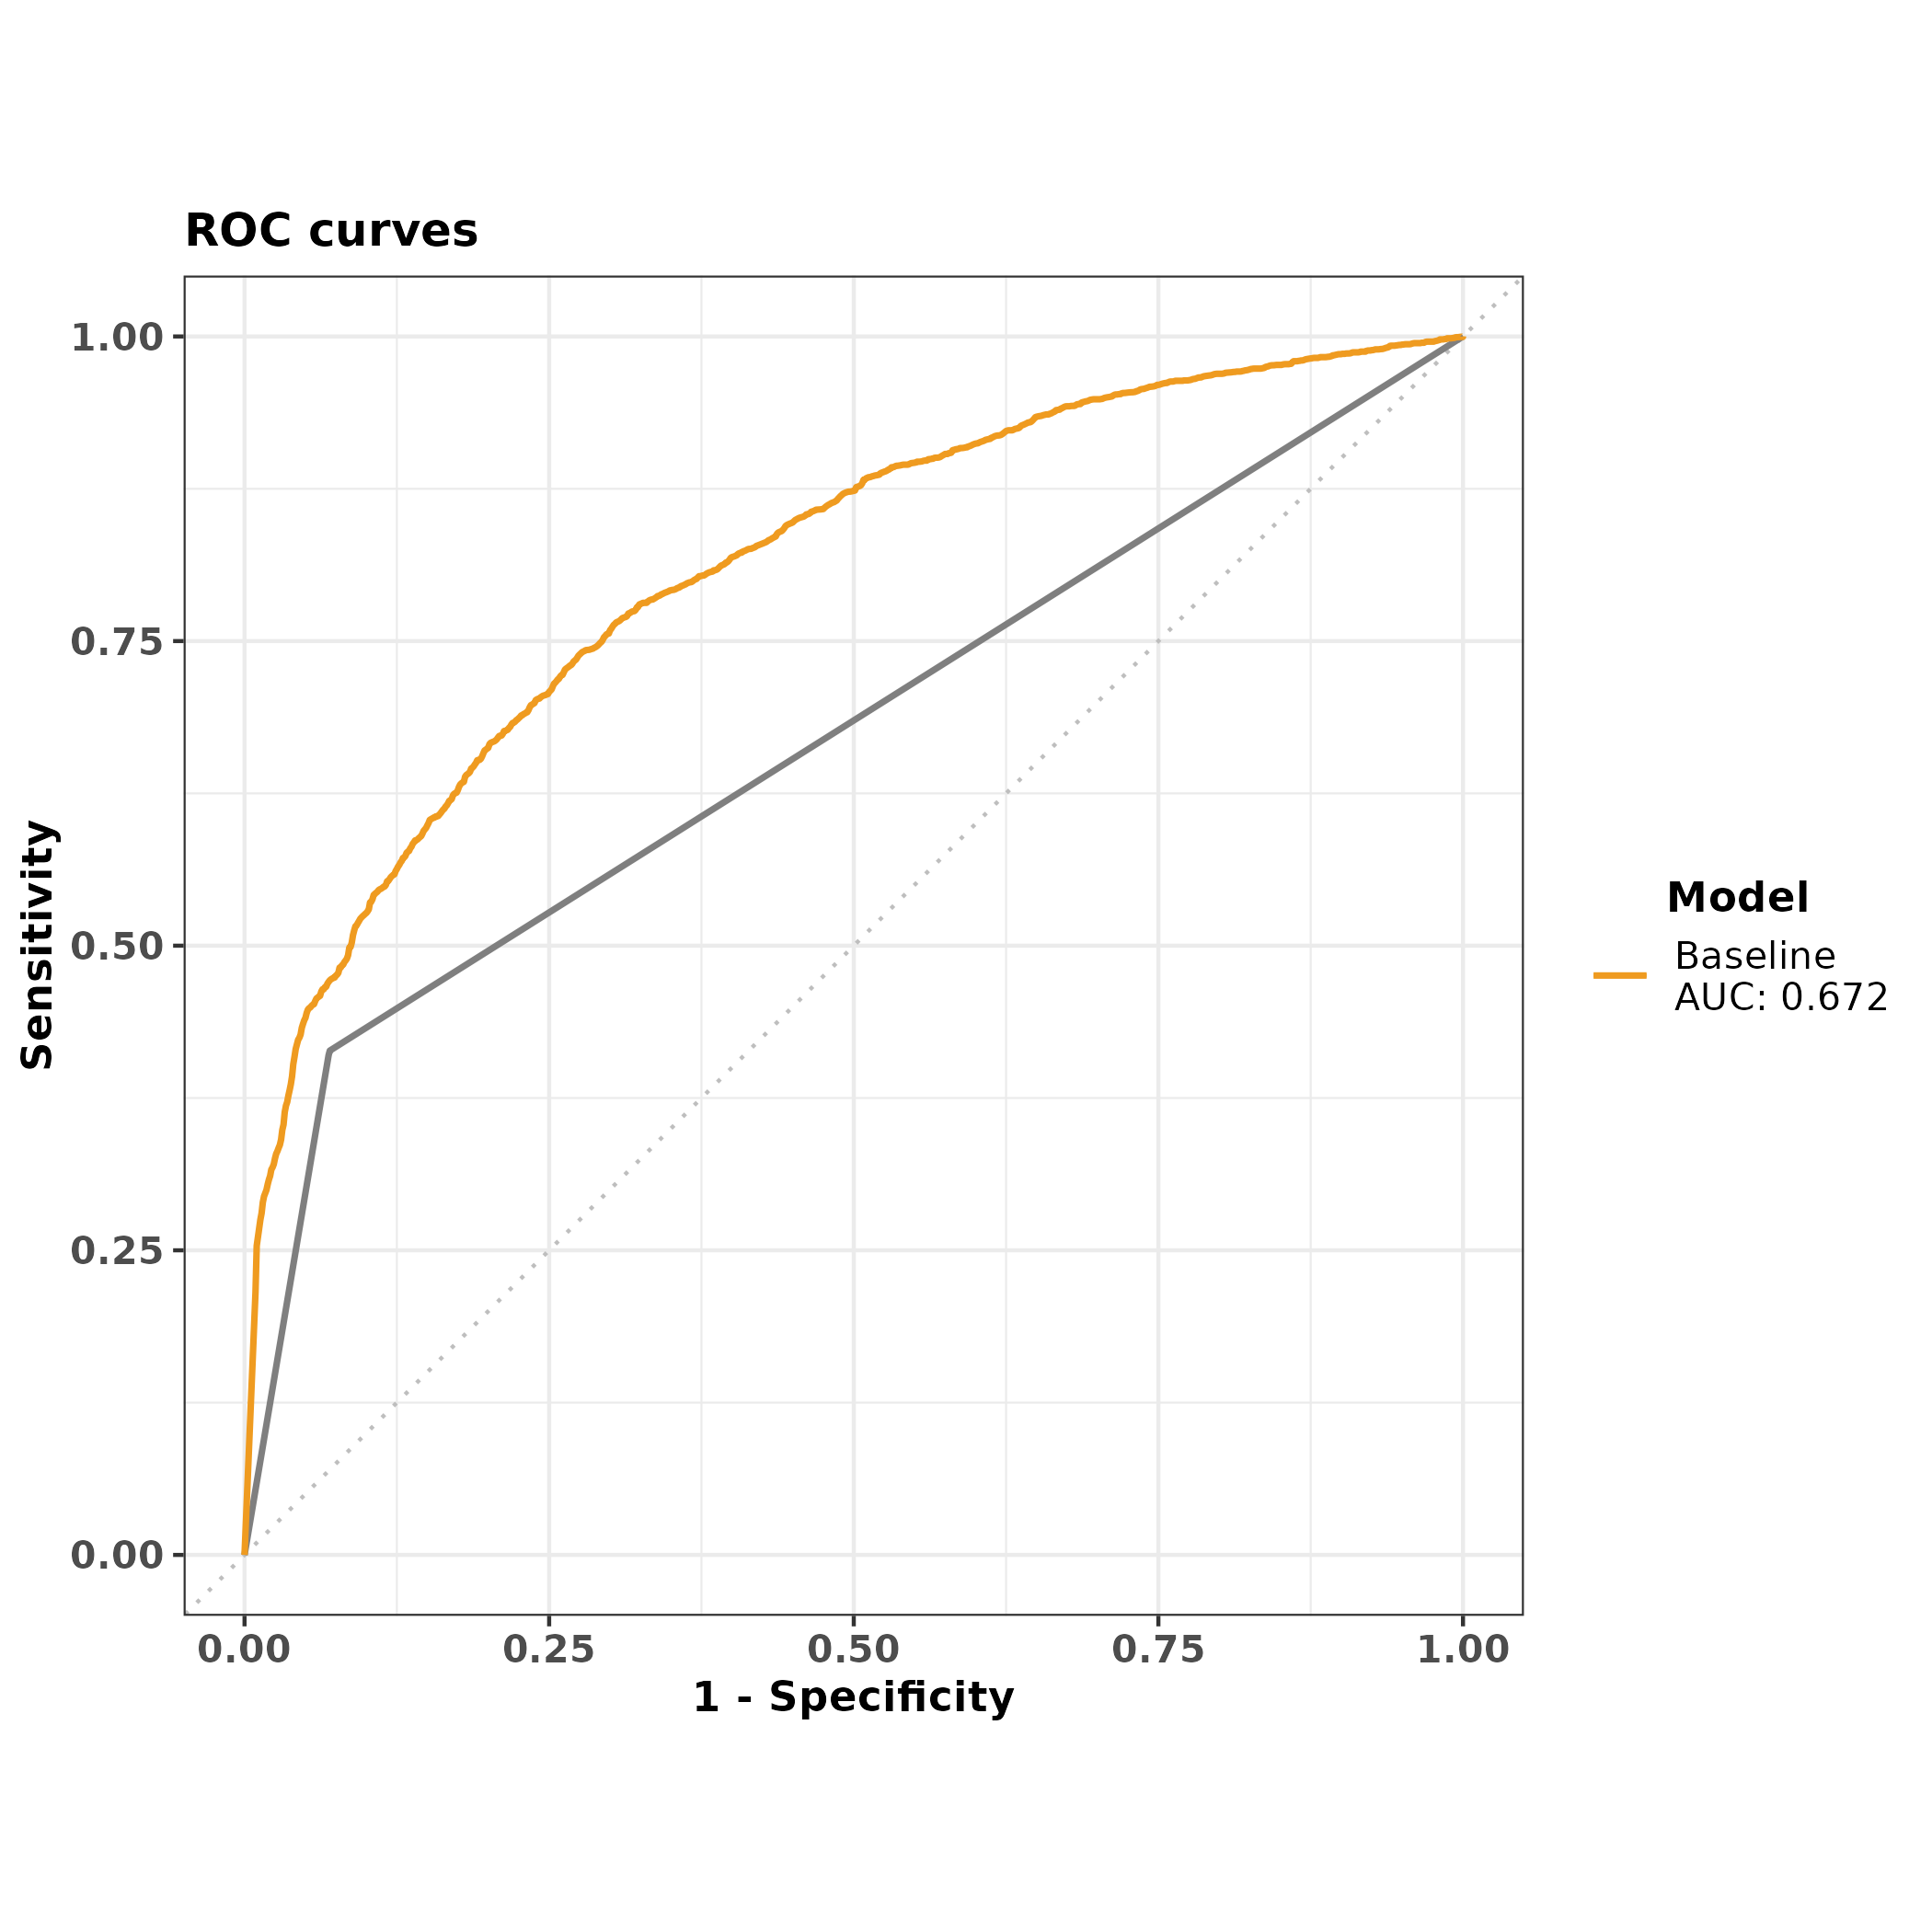 ROC curves
1.00
0.75
0.50
0.25
0.00
Sensitivity
0.00 0.25 0.50 0.75 1.00
1 - Specificity
Model
Baseline
AUC: 0.672